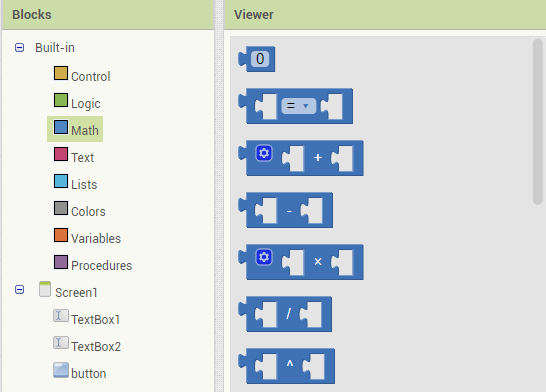 Blocks
Built-in
Control
Logic
Math
Text
Lists
Colors
Variables
Procedures
Screen1
TextBox1
TextBox2
button
Viewer
0
=
+
-
×
/
^